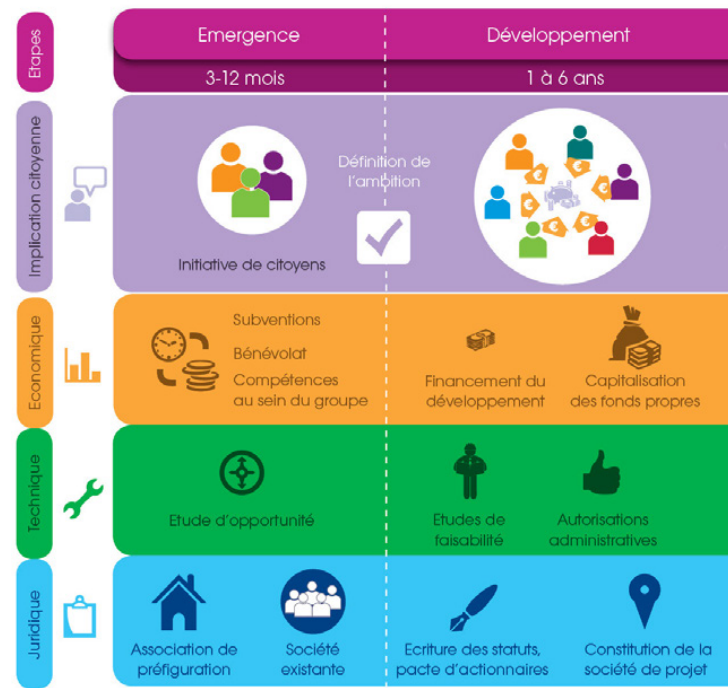 Etapes
Emergence
Développement
3-12 mois
1 à 6 ans
Implication citoyenne
Initiative de citoyens
Définition de
l'ambition
€ € € € € €
Economique
Subventions
Bénévolat
Compétences
au sein du groupe
Financement du
développement
Capitalisation
des fonds propres
Technique
Etude d'opportunité
Etudes de
faisabilité
Autorisations
administratives
Juridique
Association de
préfiguration
Société
existante
Ecriture des statuts,
pacte d'actionnaires
Constitution de la
société de projet